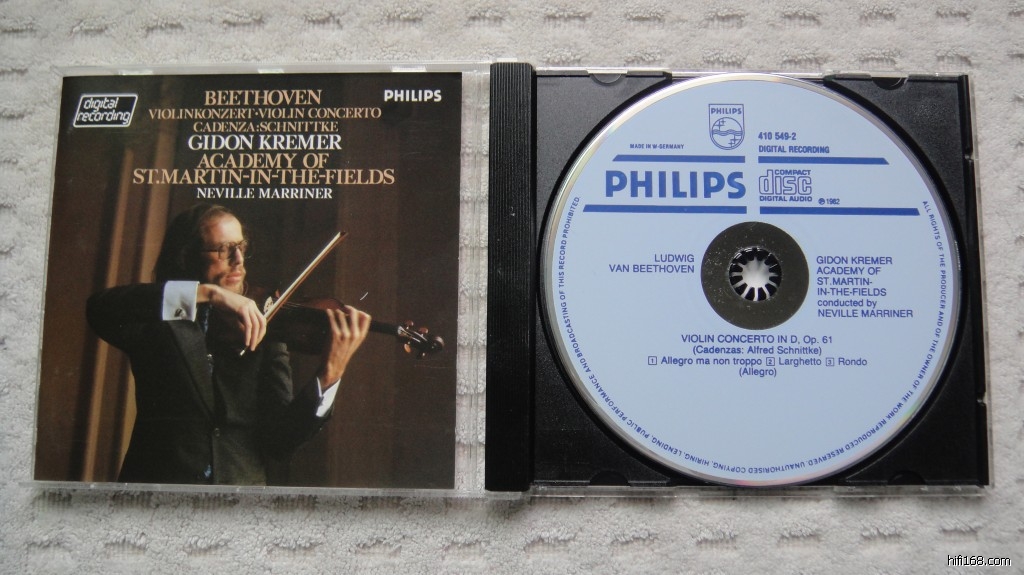 digital
recording
BEETHOVEN
VIOLINKONZERT·VIOLIN CONCERTO
CADENZA:SCHNITTKE
GIDON KREMER
ACADEMY OF
ST.MARTIN-IN-THE-FIELDS
NEVILLE MARRINER
PHILIPS
PHILIPS
MADE IN W-GERMANY
410 549-2
DIGITAL RECORDING
PHILIPS
COMPACT
disc
DIGITAL AUDIO
℗ 1982
LUDWIG
VAN BEETHOVEN
GIDON KREMER
ACADEMY OF
ST.MARTIN-
IN-THE-FIELDS
conducted by
NEVILLE MARRINER
VIOLIN CONCERTO IN D, Op. 61
(Cadenzas: Alfred Schnittke)
1 Allegro ma non troppo 2 Larghetto 3 Rondo
(Allegro)
ALL RIGHTS OF THE PRODUCER AND OF THE OWNER OF THE WORK REPRODUCED RESERVED. UNAUTHORISED COPYING, HIRING, LENDING, PUBLIC PERFORMANCE AND BROADCASTING OF THIS RECORD PROHIBITED.
hifi168.com